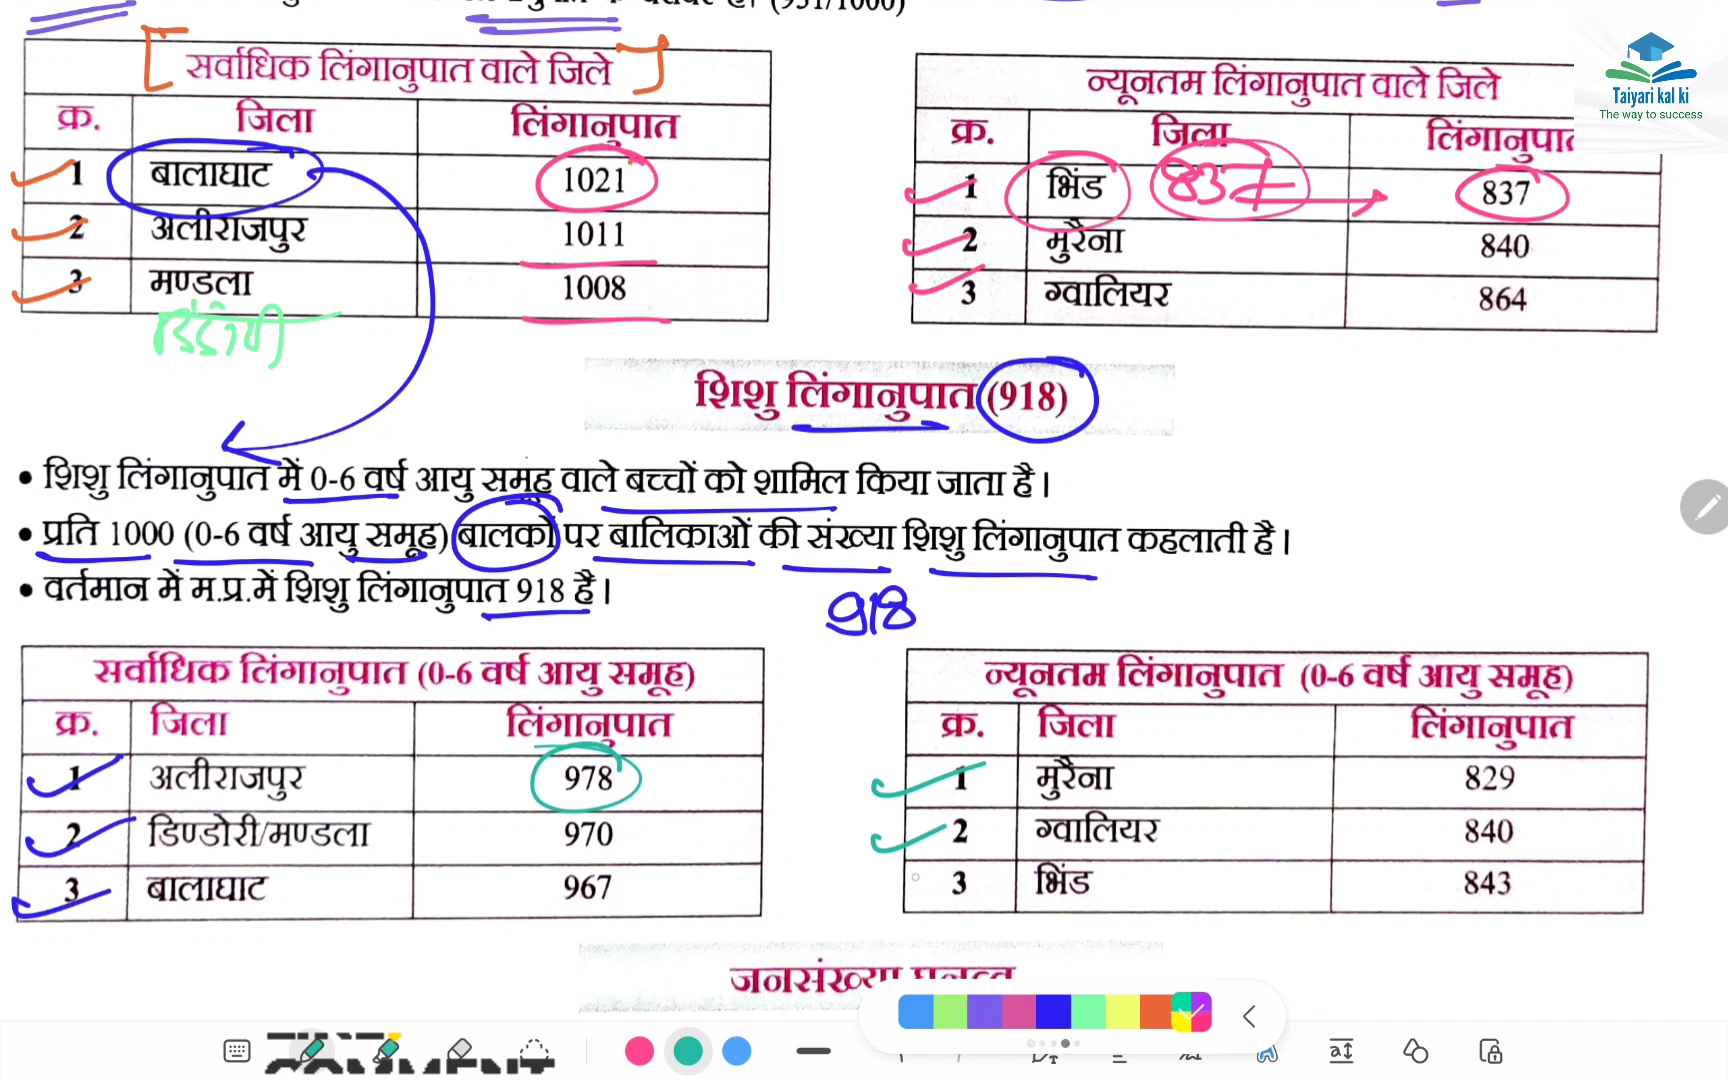 (931/1000)
Taiyari kal ki
The way to success
सर्वाधिक लिंगानुपात वाले जिले
क्र. जिला लिंगानुपात
1 बालाघाट 1021
2 अलीराजपुर 1011
3 मण्डला 1008
न्यूनतम लिंगानुपात वाले जिले
क्र. जिला लिंगानुपात
1 भिंड 837 837
2 मुरैना 840
3 ग्वालियर 864
शिशु लिंगानुपात (918)
• शिशु लिंगानुपात में 0-6 वर्ष आयु समूह वाले बच्चों को शामिल किया जाता है।
• प्रति 1000 (0-6 वर्ष आयु समूह) बालकों पर बालिकाओं की संख्या शिशु लिंगानुपात कहलाती है।
• वर्तमान में म.प्र.में शिशु लिंगानुपात 918 है।
918
सर्वाधिक लिंगानुपात (0-6 वर्ष आयु समूह)
क्र. जिला लिंगानुपात
1 अलीराजपुर 978
2 डिण्डोरी/मण्डला 970
3 बालाघाट 967
न्यूनतम लिंगानुपात (0-6 वर्ष आयु समूह)
क्र. जिला लिंगानुपात
1 मुरैना 829
2 ग्वालियर 840
3 भिंड 843